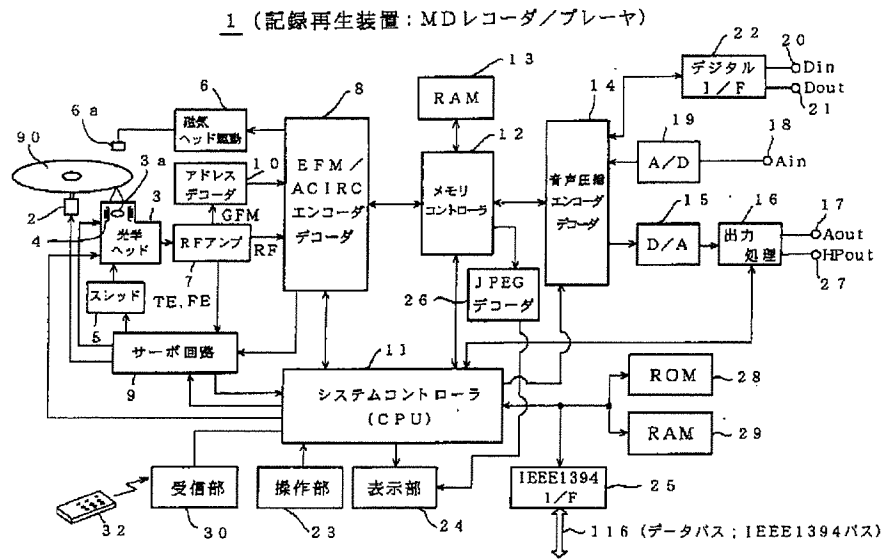 1 (記録再生装置：MDレコーダ／プレーヤ)
13
RAM
22
デジタル
I／F
20
Din
Dout
21
6
磁気
ヘッド駆動
6a
8
EFM／
ACIRC
エンコーダ
デコーダ
12
メモリ
コントローラ
14
音声圧縮
エンコーダ
デコーダ
19
A／D
18
Ain
90
3a
3
10
アドレス
デコーダ
GFM
2
4
光学
ヘッド
RFアンプ
7
RF
15
D／A
16
出力
処理
17
Aout
HPout
27
スレッド
5
TE, FE
26
JPEG
デコーダ
サーボ回路
9
11
システムコントローラ
(CPU)
ROM
28
RAM
29
受信部
30
32
操作部
23
表示部
24
IEEE1394
I／F
25
116 (データバス；IEEE1394バス)